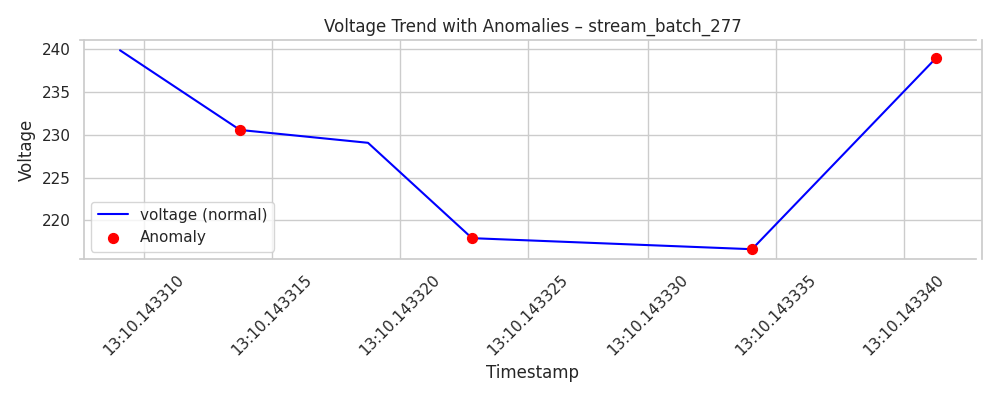 Voltage Trend with Anomalies – stream_batch_277
Voltage
240
235
230
225
220
voltage (normal)
Anomaly
13:10.143310
13:10.143315
13:10.143320
13:10.143325
13:10.143330
13:10.143335
13:10.143340
Timestamp